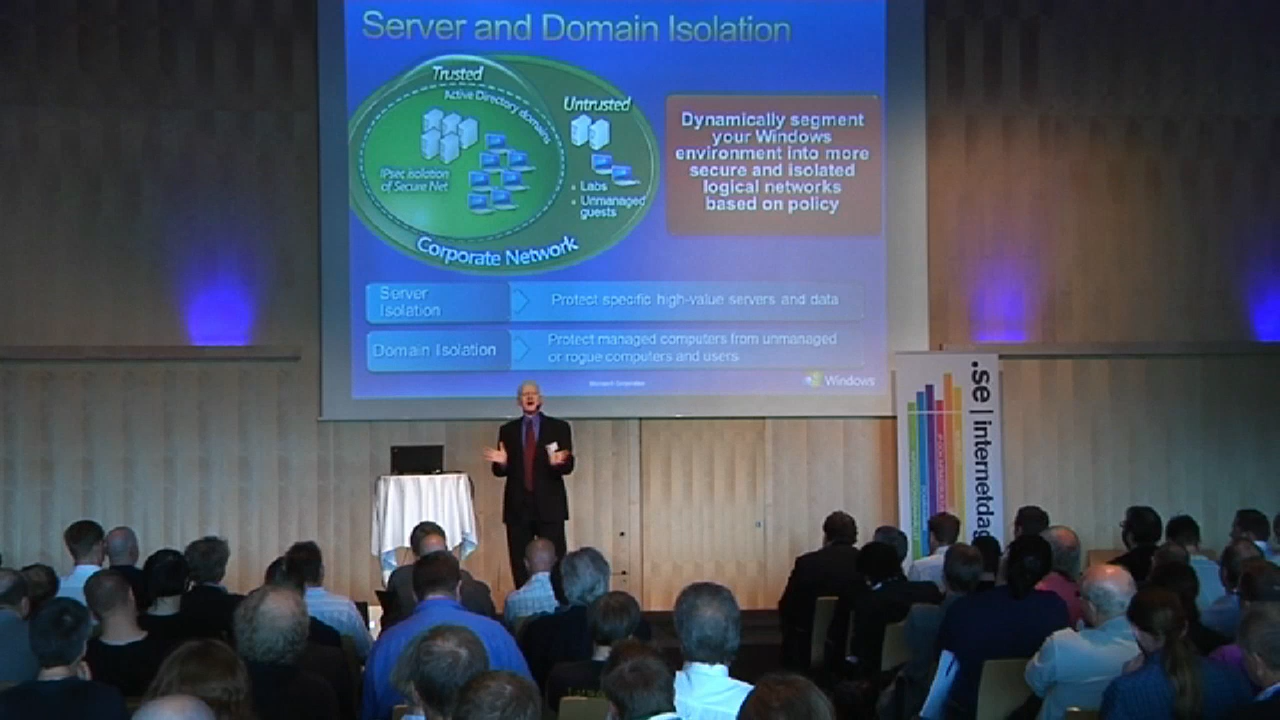 Server and Domain Isolation
Trusted
Active Directory domains
Untrusted
IPsec isolation
of Secure Net
Labs
Unmanaged
guests
Corporate Network
Dynamically segment
your Windows
environment into more
secure and isolated
logical networks
based on policy
Server
Isolation
Protect specific high-value servers and data
Domain Isolation
Protect managed computers from unmanaged
or rogue computers and users
Microsoft Corporation
Windows
.se | internetdag